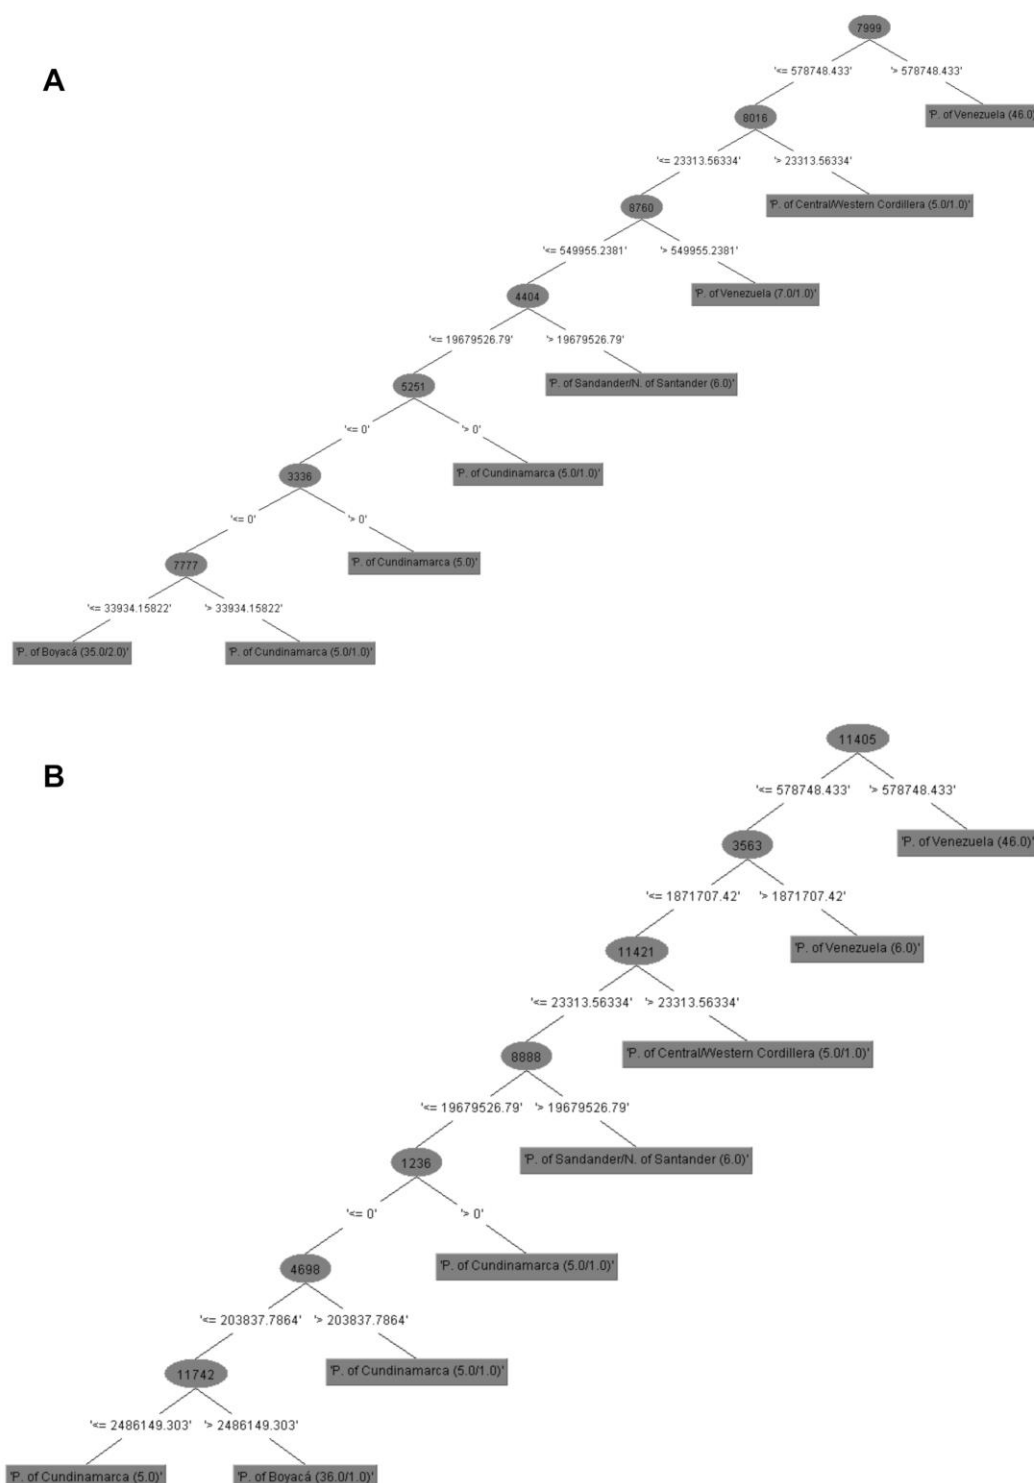 A
7999
'<= 578748.433' '> 578748.433'
'P. of Venezuela (46.0)
8016
'<= 23313.56334' '> 23313.56334'
'P. of Central/Western Cordillera (5.0/1.0)'
8760
'<= 549955.2381' '> 549955.2381'
'P. of Venezuela (7.0/1.0)'
4404
'<= 19679526.79' '> 19679526.79'
'P. of Sandander/N. of Santander (6.0)'
5251
'<= 0' '> 0'
'P. of Cundinamarca (5.0/1.0)'
3336
'<= 0' '> 0'
'P. of Cundinamarca (5.0)'
7777
'<= 33934.15822' '> 33934.15822'
'P. of Boyacá (35.0/2.0)' 'P. of Cundinamarca (5.0/1.0)'
B
11405
'<= 578748.433' '> 578748.433'
'P. of Venezuela (46.0)'
3563
'<= 1871707.42' '> 1871707.42'
'P. of Venezuela (6.0)'
11421
'<= 23313.56334' '> 23313.56334'
'P. of Central/Western Cordillera (5.0/1.0)'
8888
'<= 19679526.79' '> 19679526.79'
'P. of Sandander/N. of Santander (6.0)'
1236
'<= 0' '> 0'
'P. of Cundinamarca (5.0/1.0)'
4698
'<= 203837.7864' '> 203837.7864'
'P. of Cundinamarca (5.0/1.0)'
11742
'<= 2486149.303' '> 2486149.303'
'P. of Cundinamarca (5.0)' 'P. of Boyacá (36.0/1.0)'